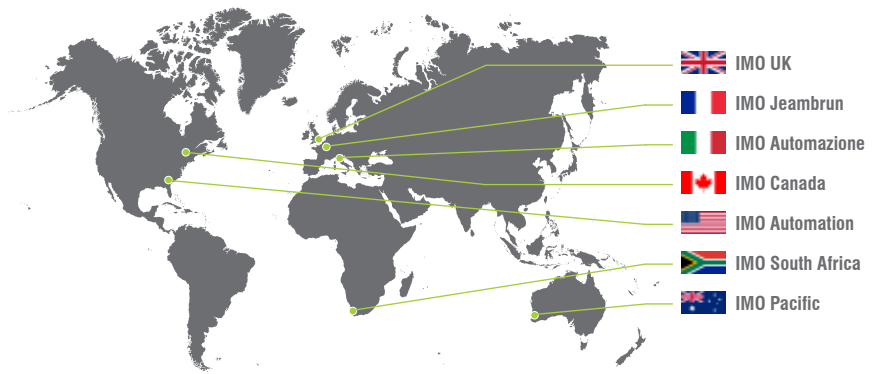 IMO UK
IMO Jeambrun
IMO Automazione
IMO Canada
IMO Automation
IMO South Africa
IMO Pacific